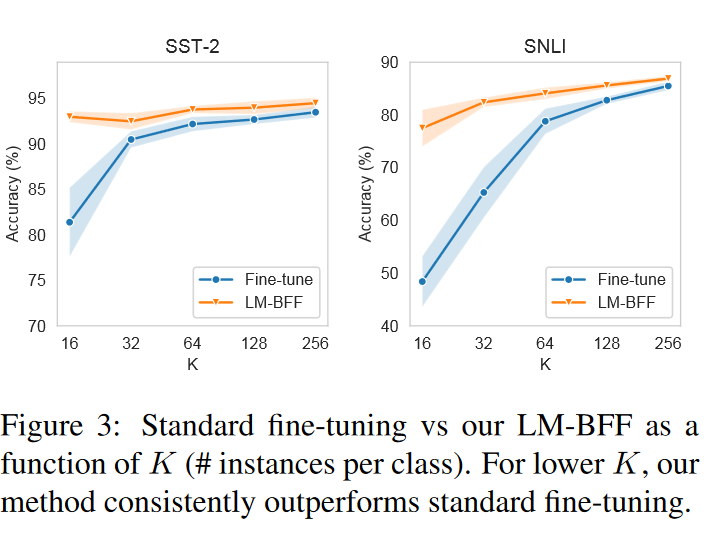 SST-2
95
90
85
80
75
70
Accuracy (%)
16 32 64 128 256
K
Fine-tune
LM-BFF
SNLI
90
80
70
60
50
40
Accuracy (%)
16 32 64 128 256
K
Fine-tune
LM-BFF
Figure 3: Standard fine-tuning vs our LM-BFF as a
function of K (# instances per class). For lower K, our
method consistently outperforms standard fine-tuning.